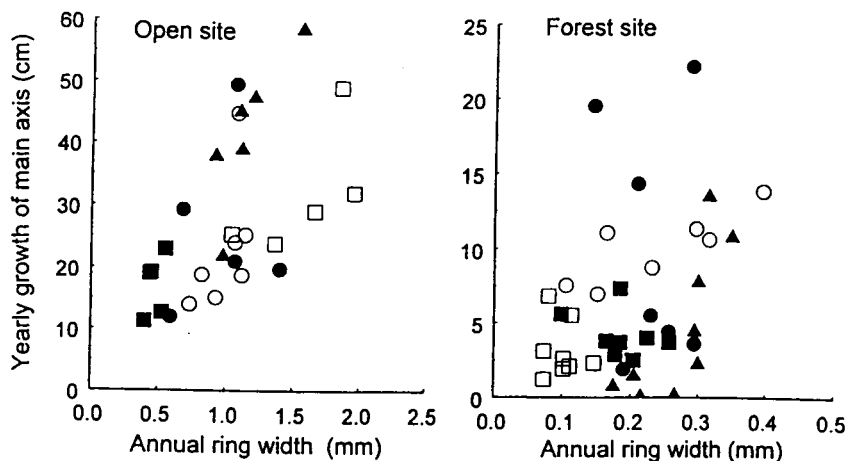 Open site
Forest site
Yearly growth of main axis (cm)
60
50
40
30
20
10
0
0.0 0.5 1.0 1.5 2.0 2.5
Annual ring width (mm)
25
20
15
10
5
0
0.0 0.1 0.2 0.3 0.4 0.5
Annual ring width (mm)